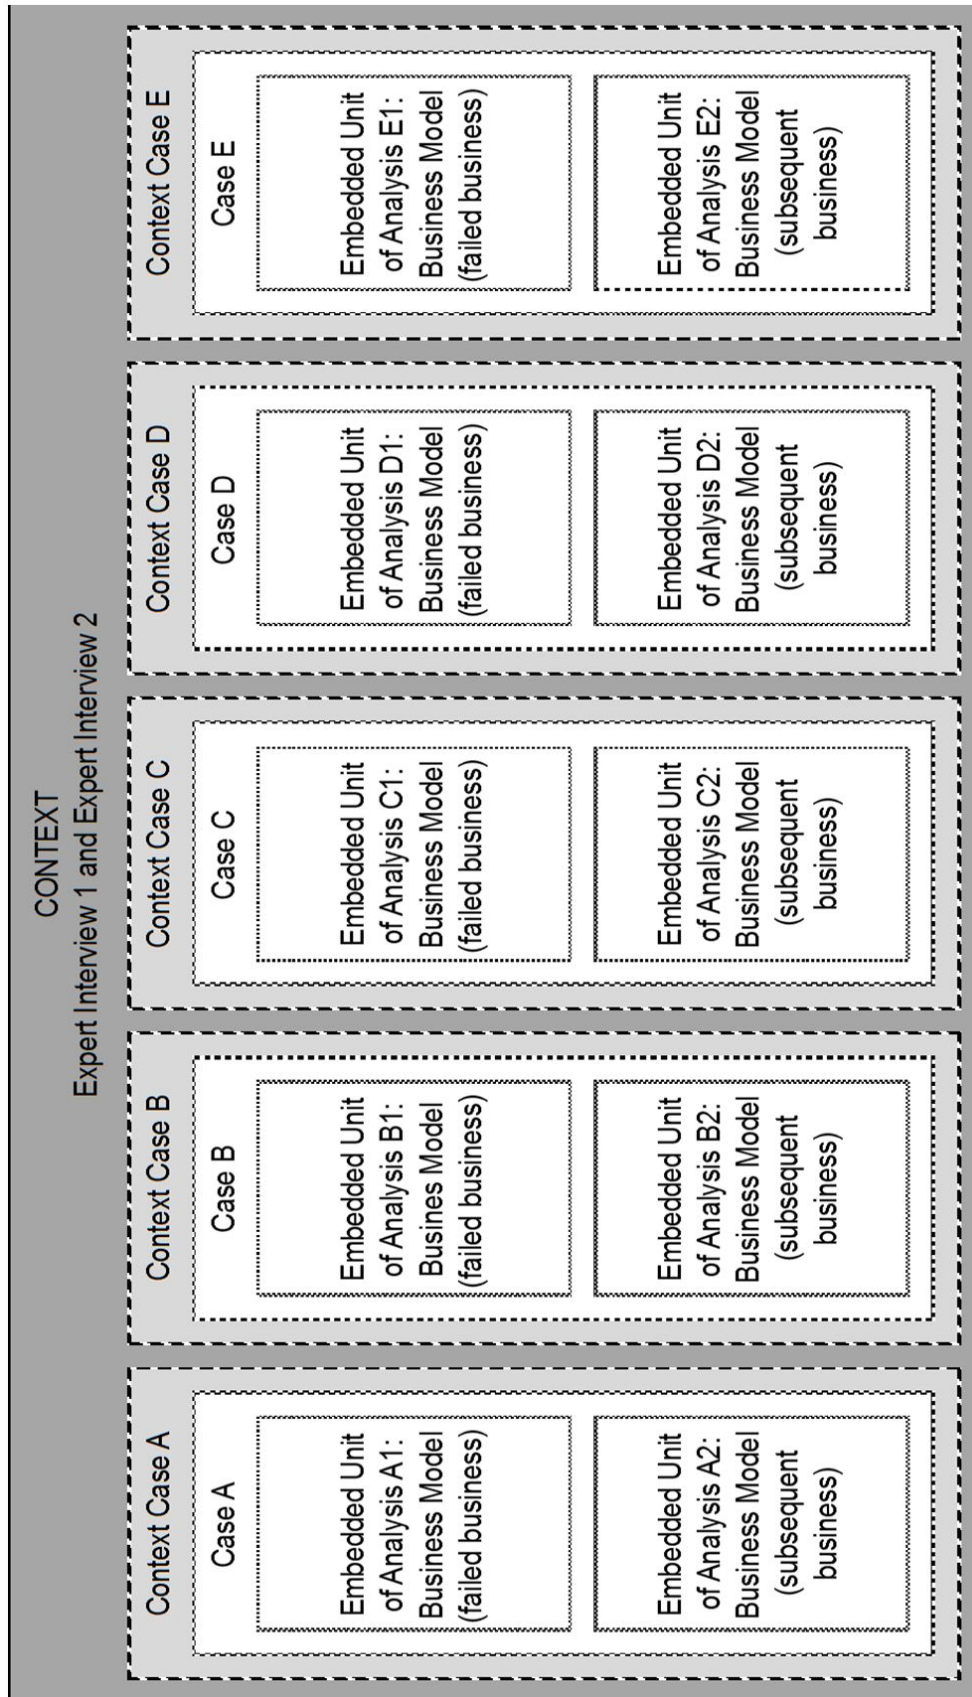 CONTEXT
Expert Interview 1 and Expert Interview 2
Context Case A
Case A
Embedded Unit
of Analysis A1:
Business Model
(failed business)
Embedded Unit
of Analysis A2:
Business Model
(subsequent
business)
Context Case B
Case B
Embedded Unit
of Analysis B1:
Busines Model
(failed business)
Embedded Unit
of Analysis B2:
Business Model
(subsequent
business)
Context Case C
Case C
Embedded Unit
of Analysis C1:
Business Model
(failed business)
Embedded Unit
of Analysis C2:
Business Model
(subsequent
business)
Context Case D
Case D
Embedded Unit
of Analysis D1:
Business Model
(failed business)
Embedded Unit
of Analysis D2:
Business Model
(subsequent
business)
Context Case E
Case E
Embedded Unit
of Analysis E1:
Business Model
(failed business)
Embedded Unit
of Analysis E2:
Business Model
(subsequent
business)